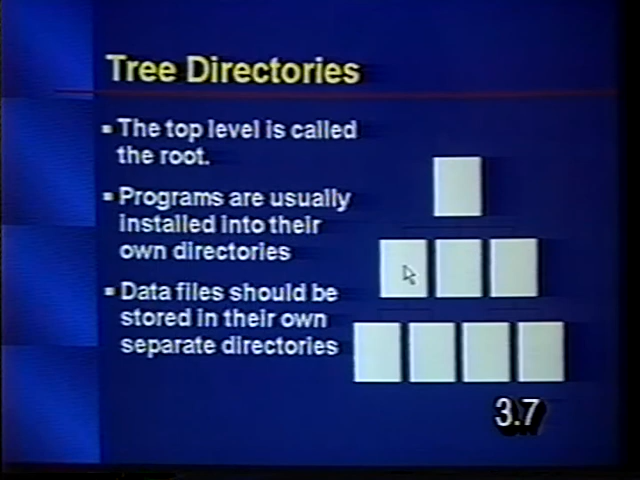 Tree Directories
▪ The top level is called
the root.
▪ Programs are usually
installed into their
own directories
▪ Data files should be
stored in their own
separate directories
3.7